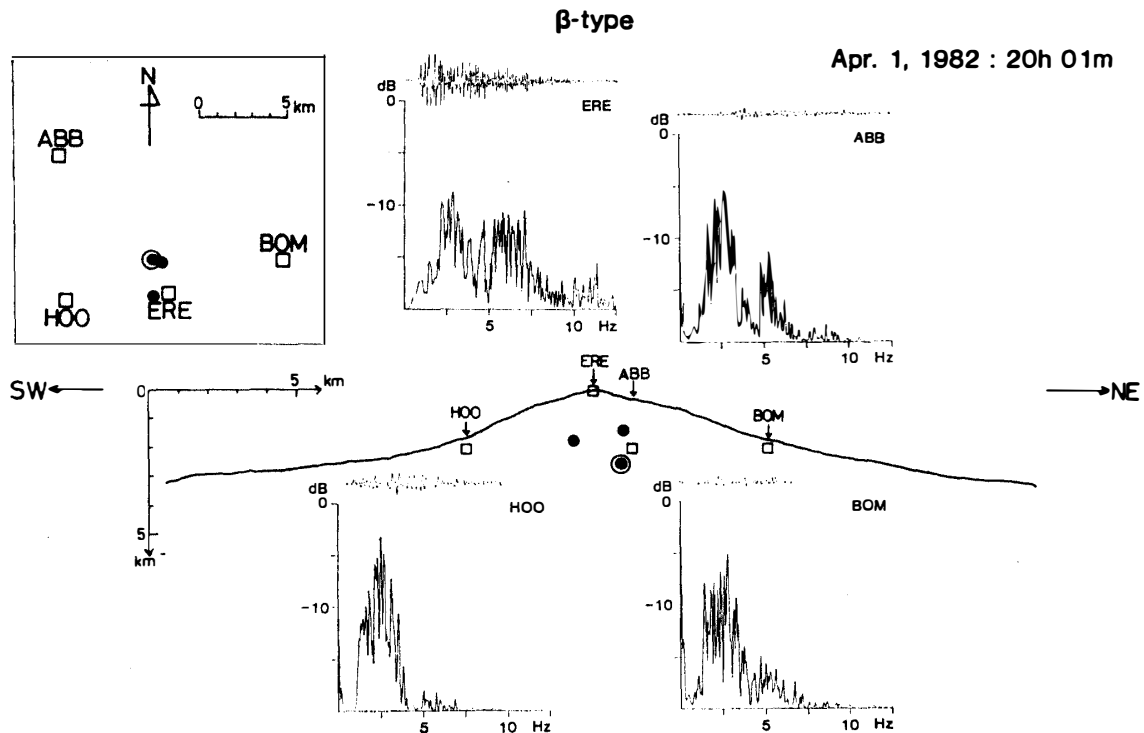 β-type
Apr. 1, 1982 : 20h 01m
N
0 5 km
ABB
BOM
HOO ERE
dB
0
-10
ERE
5 10 Hz
dB
0
-10
ABB
5 10 Hz
SW
0
5 km
5
km
ERE
ABB
HOO
BOM
NE
dB
0
-10
HOO
5 10 Hz
dB
0
-10
BOM
5 10 Hz